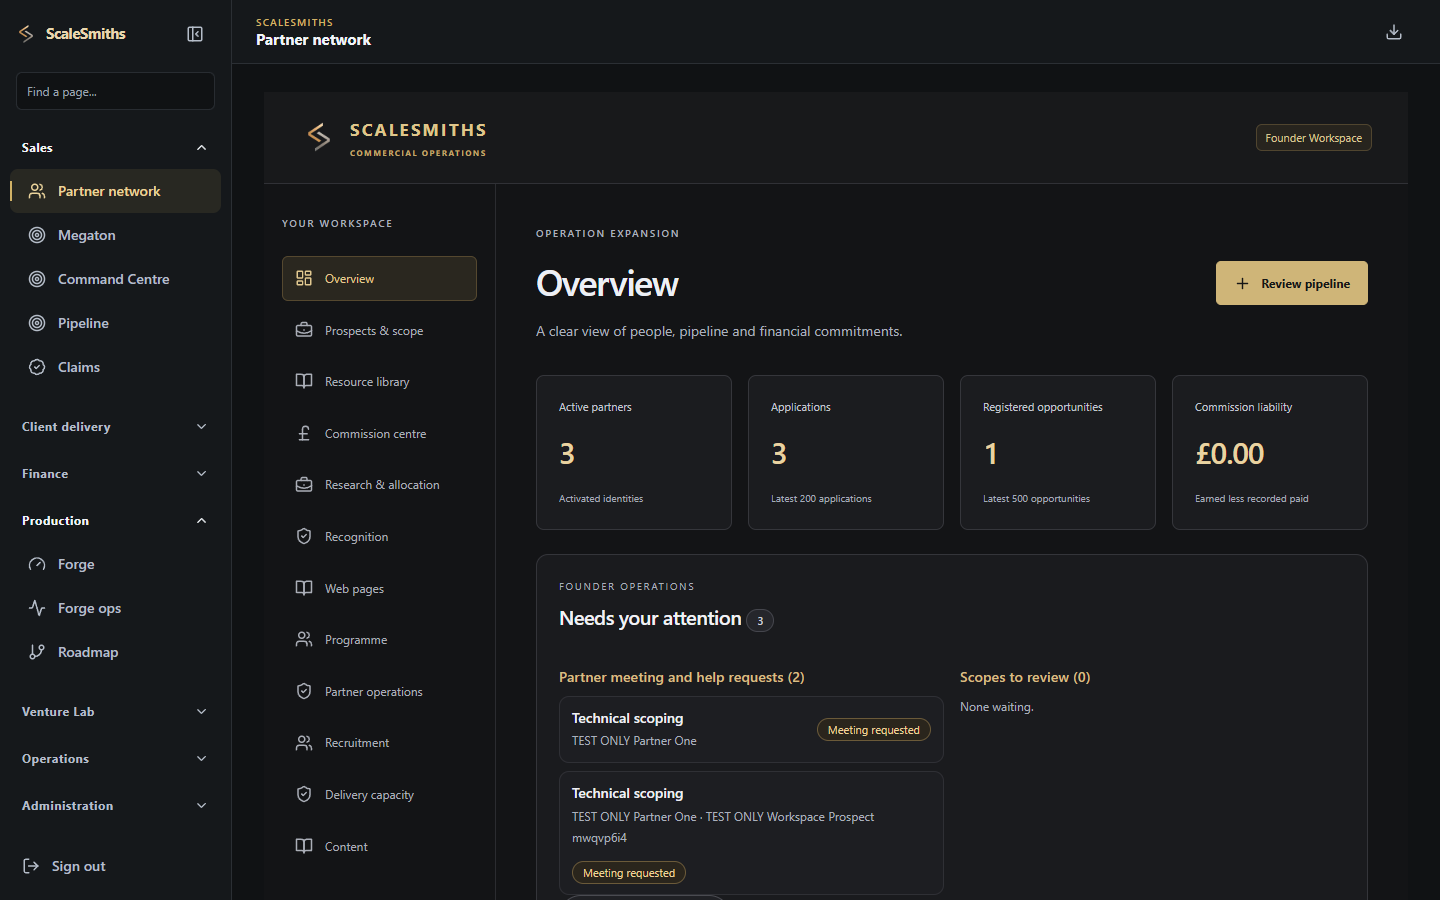 ScaleSmiths
Find a page...
Sales
Partner network
Megaton
Command Centre
Pipeline
Claims
Client delivery
Finance
Production
Forge
Forge ops
Roadmap
Venture Lab
Operations
Administration
Sign out
SCALESMITHS
Partner network
SCALESMITHS
COMMERCIAL OPERATIONS
Founder Workspace
YOUR WORKSPACE
Overview
Prospects & scope
Resource library
Commission centre
Research & allocation
Recognition
Web pages
Programme
Partner operations
Recruitment
Delivery capacity
Content
OPERATION EXPANSION
Overview
Review pipeline
A clear view of people, pipeline and financial commitments.
Active partners
3
Activated identities
Applications
3
Latest 200 applications
Registered opportunities
1
Latest 500 opportunities
Commission liability
£0.00
Earned less recorded paid
FOUNDER OPERATIONS
Needs your attention 3
Partner meeting and help requests (2)
Technical scoping
TEST ONLY Partner One
Meeting requested
Technical scoping
TEST ONLY Partner One · TEST ONLY Workspace Prospect
mwqvp6i4
Meeting requested
Scopes to review (0)
None waiting.